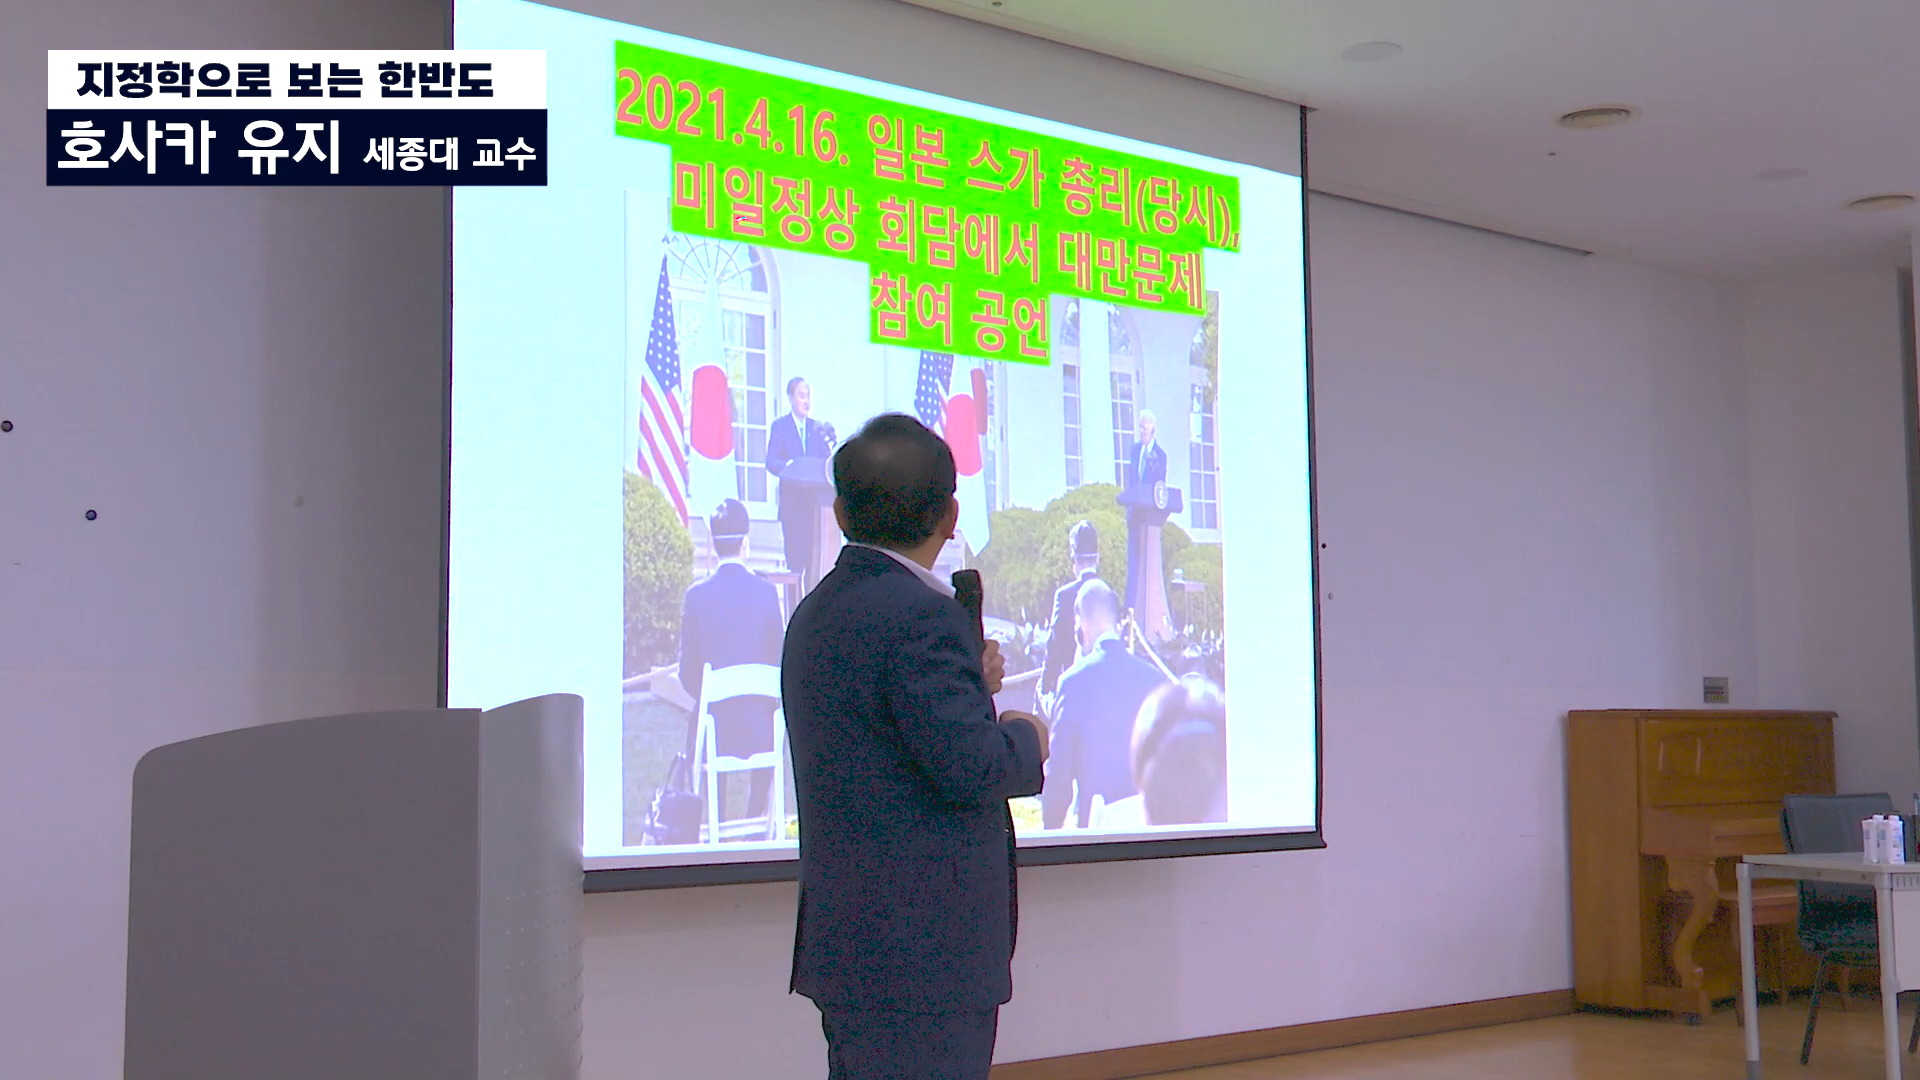 지정학으로 보는 한반도
호사카 유지 세종대 교수
2021.4.16. 일본 스가 총리(당시),
미일정상 회담에서 대만문제
참여 공언